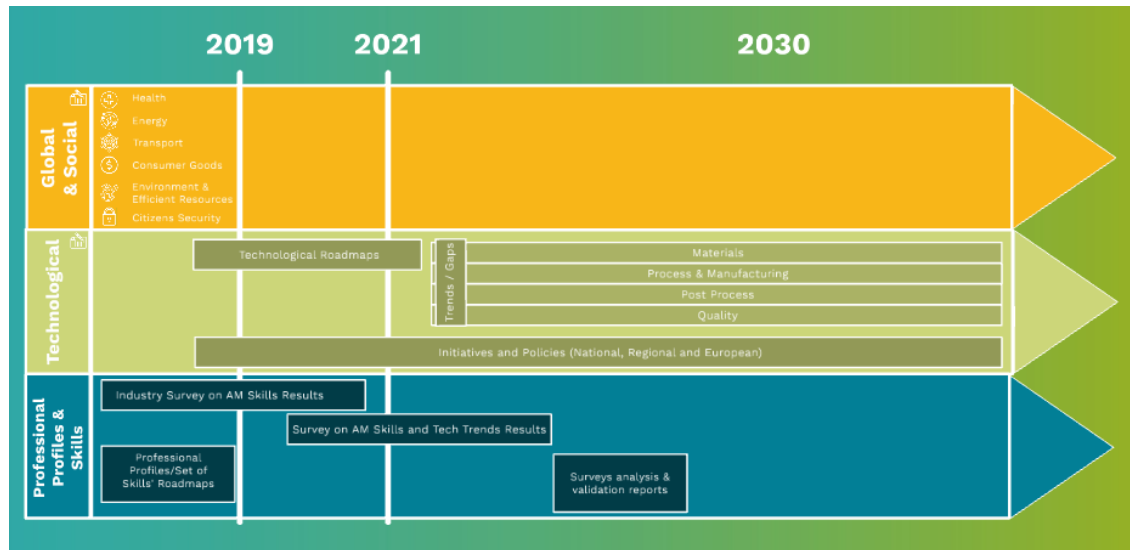 2019
2021
2030
Global
& Social
Health
Energy
Transport
Consumer Goods
Environment &
Efficient Resources
Citizens Security
Technological
Technological Roadmaps
Trends / Gaps
Materials
Process & Manufacturing
Post Process
Quality
Initiatives and Policies (National, Regional and European)
Professional
Profiles &
Skills
Industry Survey on AM Skills Results
Survey on AM Skills and Tech Trends Results
Professional
Profiles/Set of
Skills' Roadmaps
Surveys analysis &
validation reports